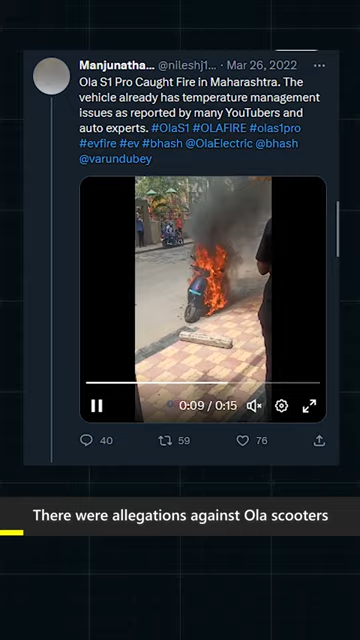 Manjunatha... @nileshj1... · Mar 26, 2022
Ola S1 Pro Caught Fire in Maharashtra. The
vehicle already has temperature management
issues as reported by many YouTubers and
auto experts. #OlaS1 #OLAFIRE #olas1pro
#evfire #ev #bhash @OlaElectric @bhash
@varundubey
0:09 / 0:15
40 59 76
There were allegations against Ola scooters